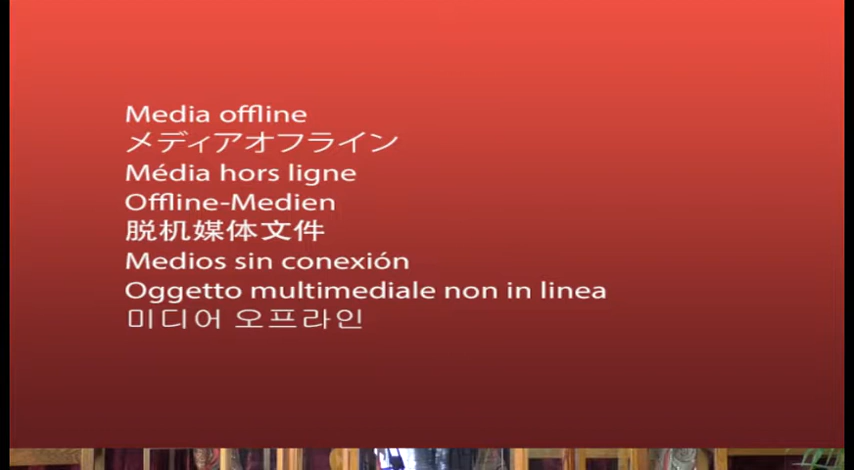 Media offline
メディアオフライン
Média hors ligne
Offline-Medien
脱机媒体文件
Medios sin conexión
Oggetto multimediale non in linea
미디어 오프라인